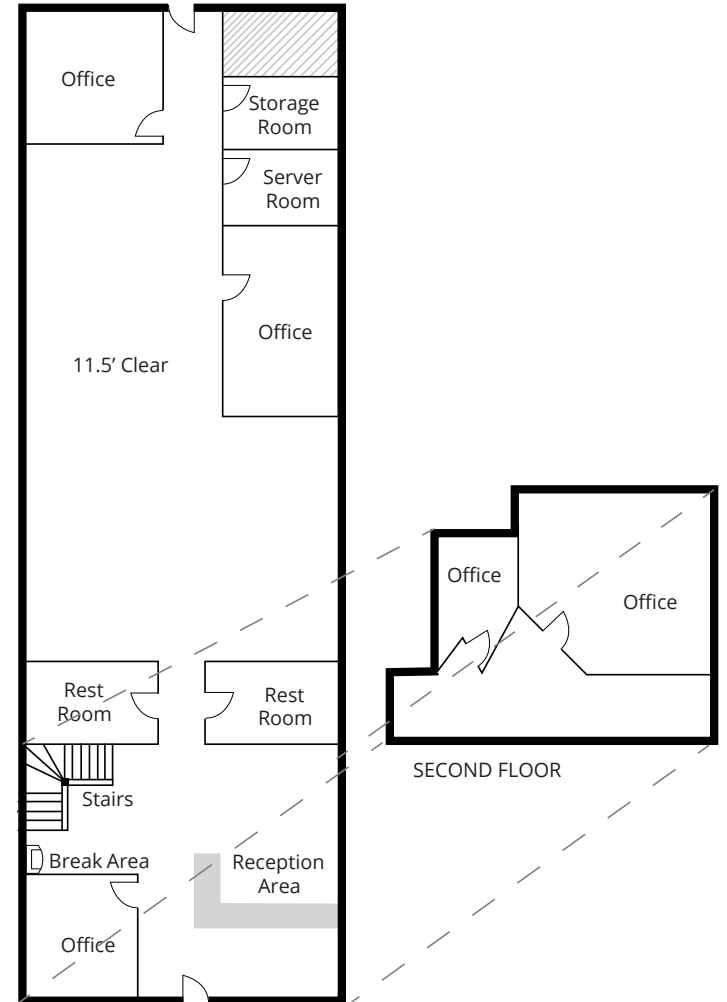 Office
Storage
Room
Server
Room
Office
11.5’ Clear
Office
Office
Rest
Room
Rest
Room
SECOND FLOOR
Stairs
Break Area
Reception
Area
Office